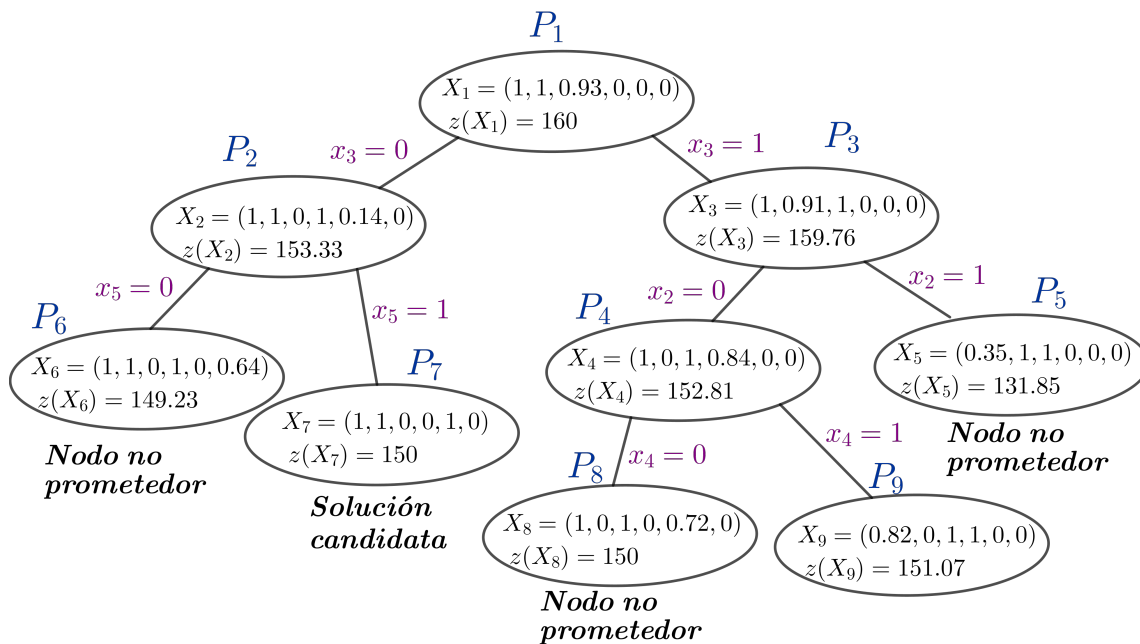 P₁
X₁ = (1, 1, 0.93, 0, 0, 0)
z(X₁) = 160
x₃ = 0
x₃ = 1
P₂
X₂ = (1, 1, 0, 1, 0.14, 0)
z(X₂) = 153.33
P₃
X₃ = (1, 0.91, 1, 0, 0, 0)
z(X₃) = 159.76
x₅ = 0
x₅ = 1
x₂ = 0
x₂ = 1
P₆
X₆ = (1, 1, 0, 1, 0, 0.64)
z(X₆) = 149.23
Nodo no
prometedor
P₇
X₇ = (1, 1, 0, 0, 1, 0)
z(X₇) = 150
Solución
candidata
P₄
X₄ = (1, 0, 1, 0.84, 0, 0)
z(X₄) = 152.81
P₅
X₅ = (0.35, 1, 1, 0, 0, 0)
z(X₅) = 131.85
Nodo no
prometedor
x₄ = 0
x₄ = 1
P₈
X₈ = (1, 0, 1, 0, 0.72, 0)
z(X₈) = 150
Nodo no
prometedor
P₉
X₉ = (0.82, 0, 1, 1, 0, 0)
z(X₉) = 151.07